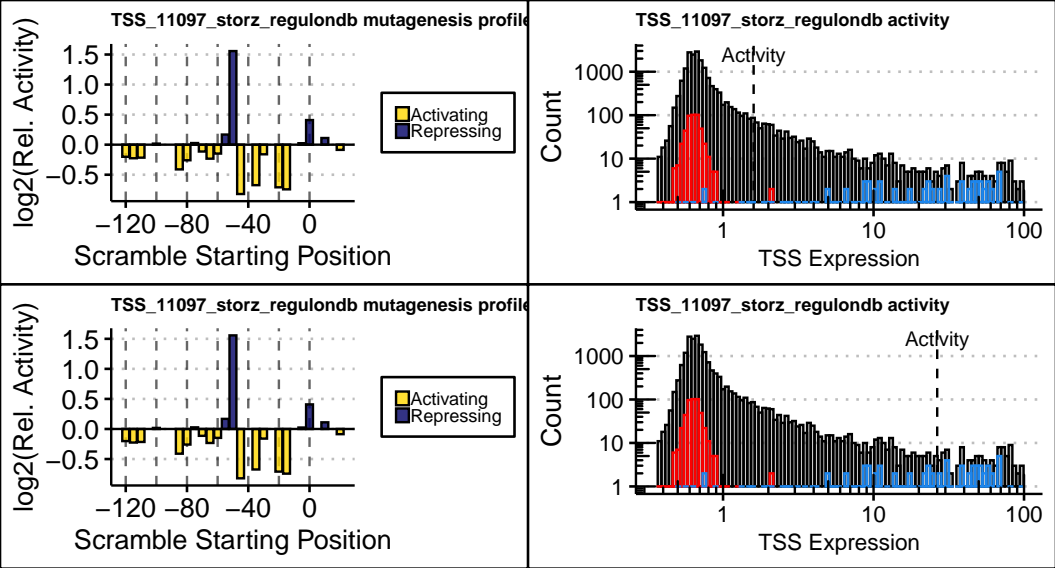 TSS_11097_storz_regulondb mutagenesis profile
log2(Rel. Activity)
1.5
1.0
0.5
0.0
−0.5
−120 −80 −40 0
Scramble Starting Position
Activating
Repressing
TSS_11097_storz_regulondb activity
Activity
Count
1000
100
10
1
1 10 100
TSS Expression
TSS_11097_storz_regulondb mutagenesis profile
log2(Rel. Activity)
1.5
1.0
0.5
0.0
−0.5
−120 −80 −40 0
Scramble Starting Position
Activating
Repressing
TSS_11097_storz_regulondb activity
Activity
Count
1000
100
10
1
1 10 100
TSS Expression